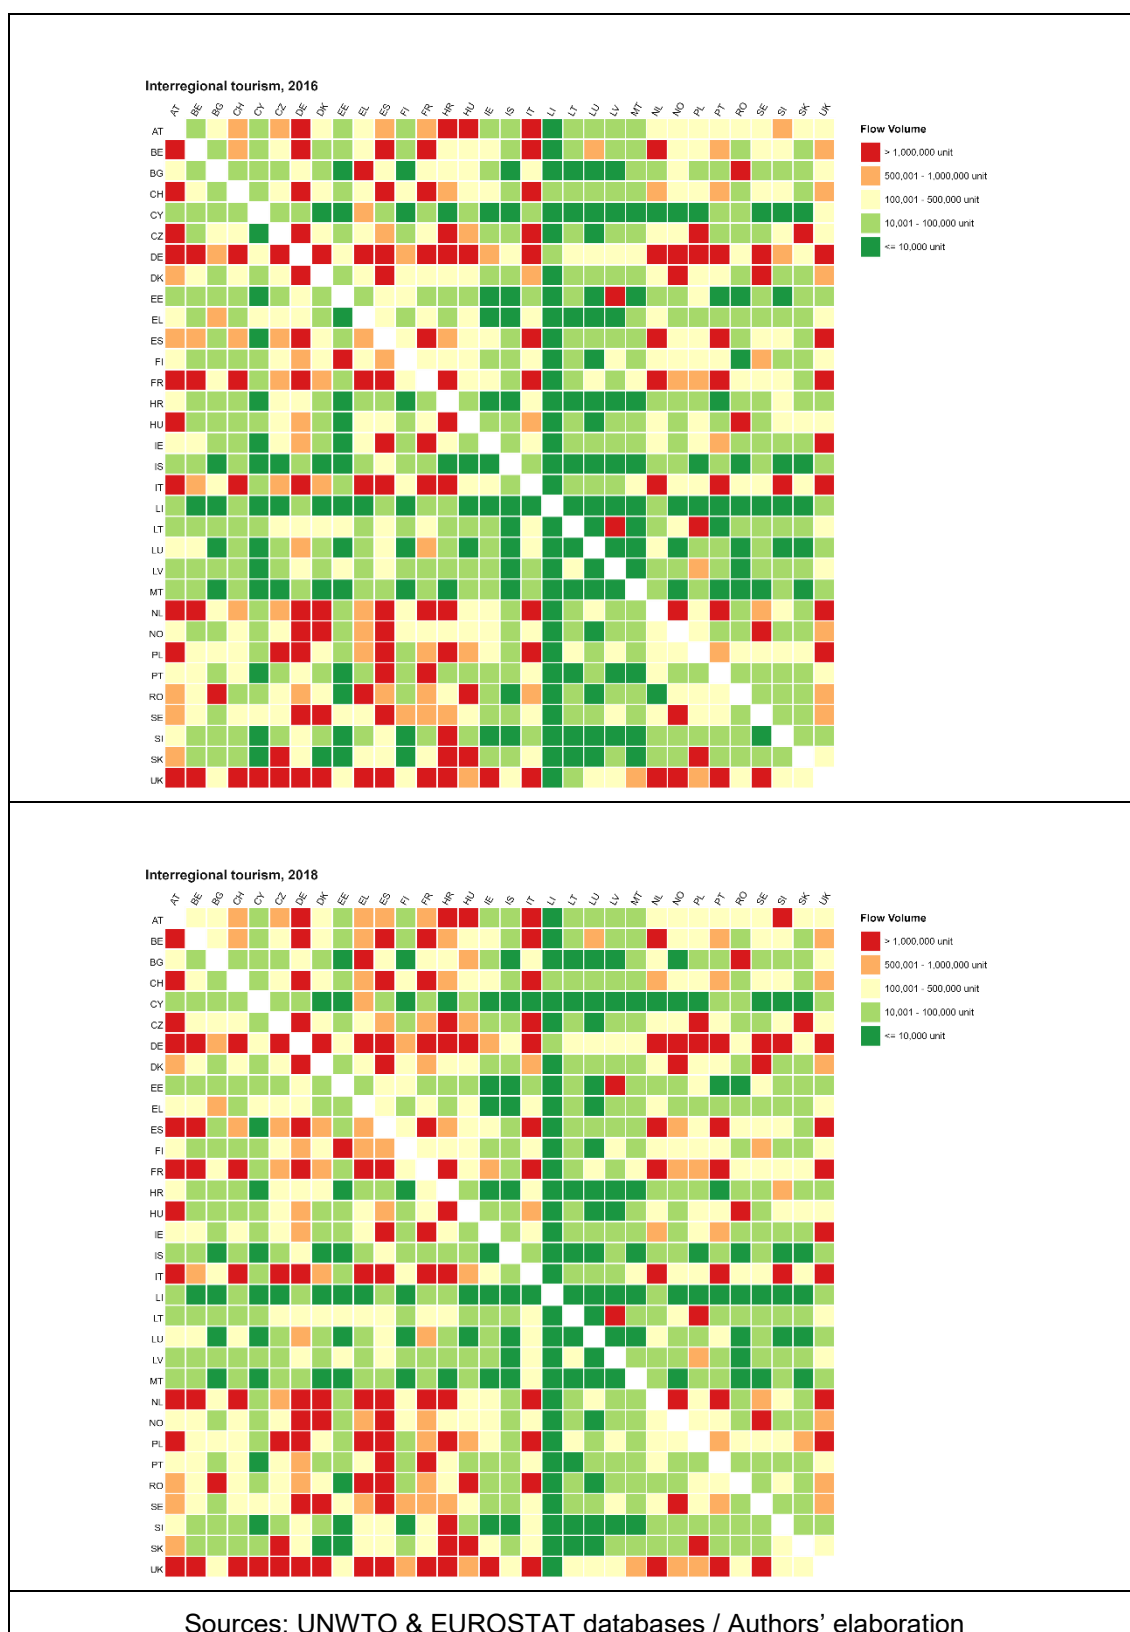 Interregional tourism, 2016
AT BE BG CH CY CZ DE DK EE EL ES FI FR HR HU IE IS IT LI LT LU LV MT NL NO PL PT RO SE SI SK UK
AT
BE
BG
CH
CY
CZ
DE
DK
EE
EL
ES
FI
FR
HR
HU
IE
IS
IT
LI
LT
LU
LV
MT
NL
NO
PL
PT
RO
SE
SI
SK
UK
Flow Volume
> 1,000,000 unit
500,001 - 1,000,000 unit
100,001 - 500,000 unit
10,001 - 100,000 unit
<= 10,000 unit
Interregional tourism, 2018
AT BE BG CH CY CZ DE DK EE EL ES FI FR HR HU IE IS IT LI LT LU LV MT NL NO PL PT RO SE SI SK UK
AT
BE
BG
CH
CY
CZ
DE
DK
EE
EL
ES
FI
FR
HR
HU
IE
IS
IT
LI
LT
LU
LV
MT
NL
NO
PL
PT
RO
SE
SI
SK
UK
Flow Volume
> 1,000,000 unit
500,001 - 1,000,000 unit
100,001 - 500,000 unit
10,001 - 100,000 unit
<= 10,000 unit
Sources: UNWTO & EUROSTAT databases / Authors' elaboration